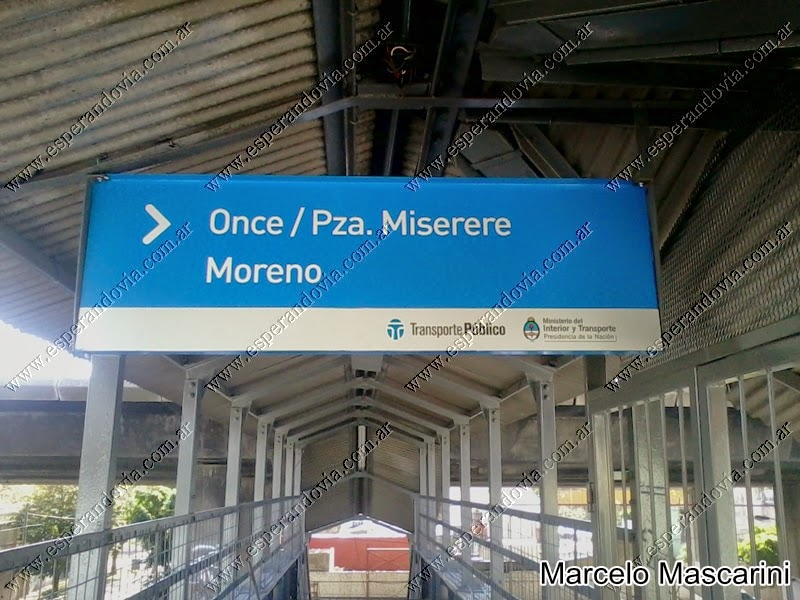 Once / Pza. Miserere
Moreno
Transporte Público
Ministerio del
Interior y Transporte
Presidencia de la Nación
www.esperandovia.com.ar
Marcelo Mascarini